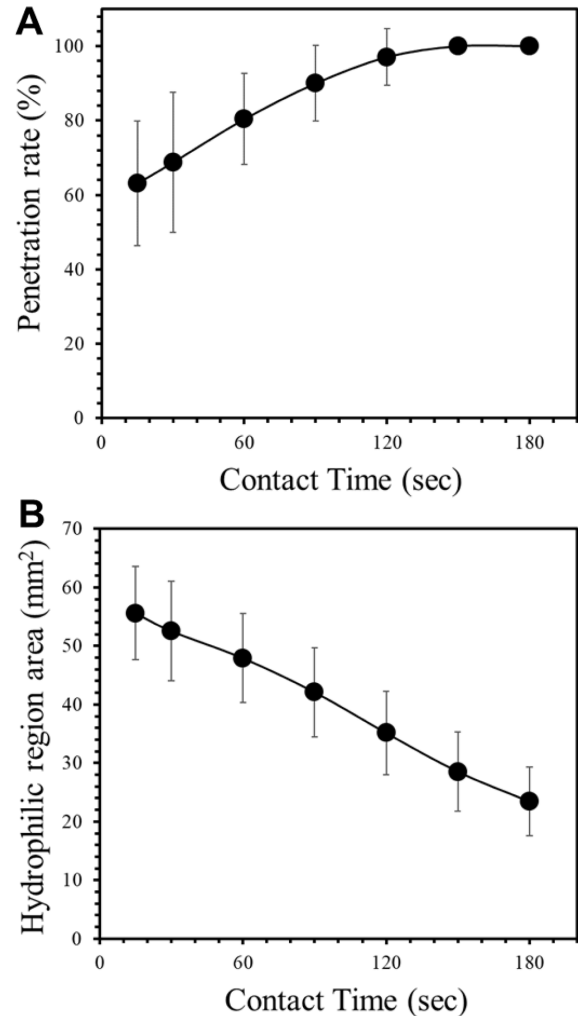 A
Penetration rate (%)
100
80
60
40
20
0
0 60 120 180
Contact Time (sec)
B
Hydrophilic region area (mm²)
70
60
50
40
30
20
10
0
0 60 120 180
Contact Time (sec)